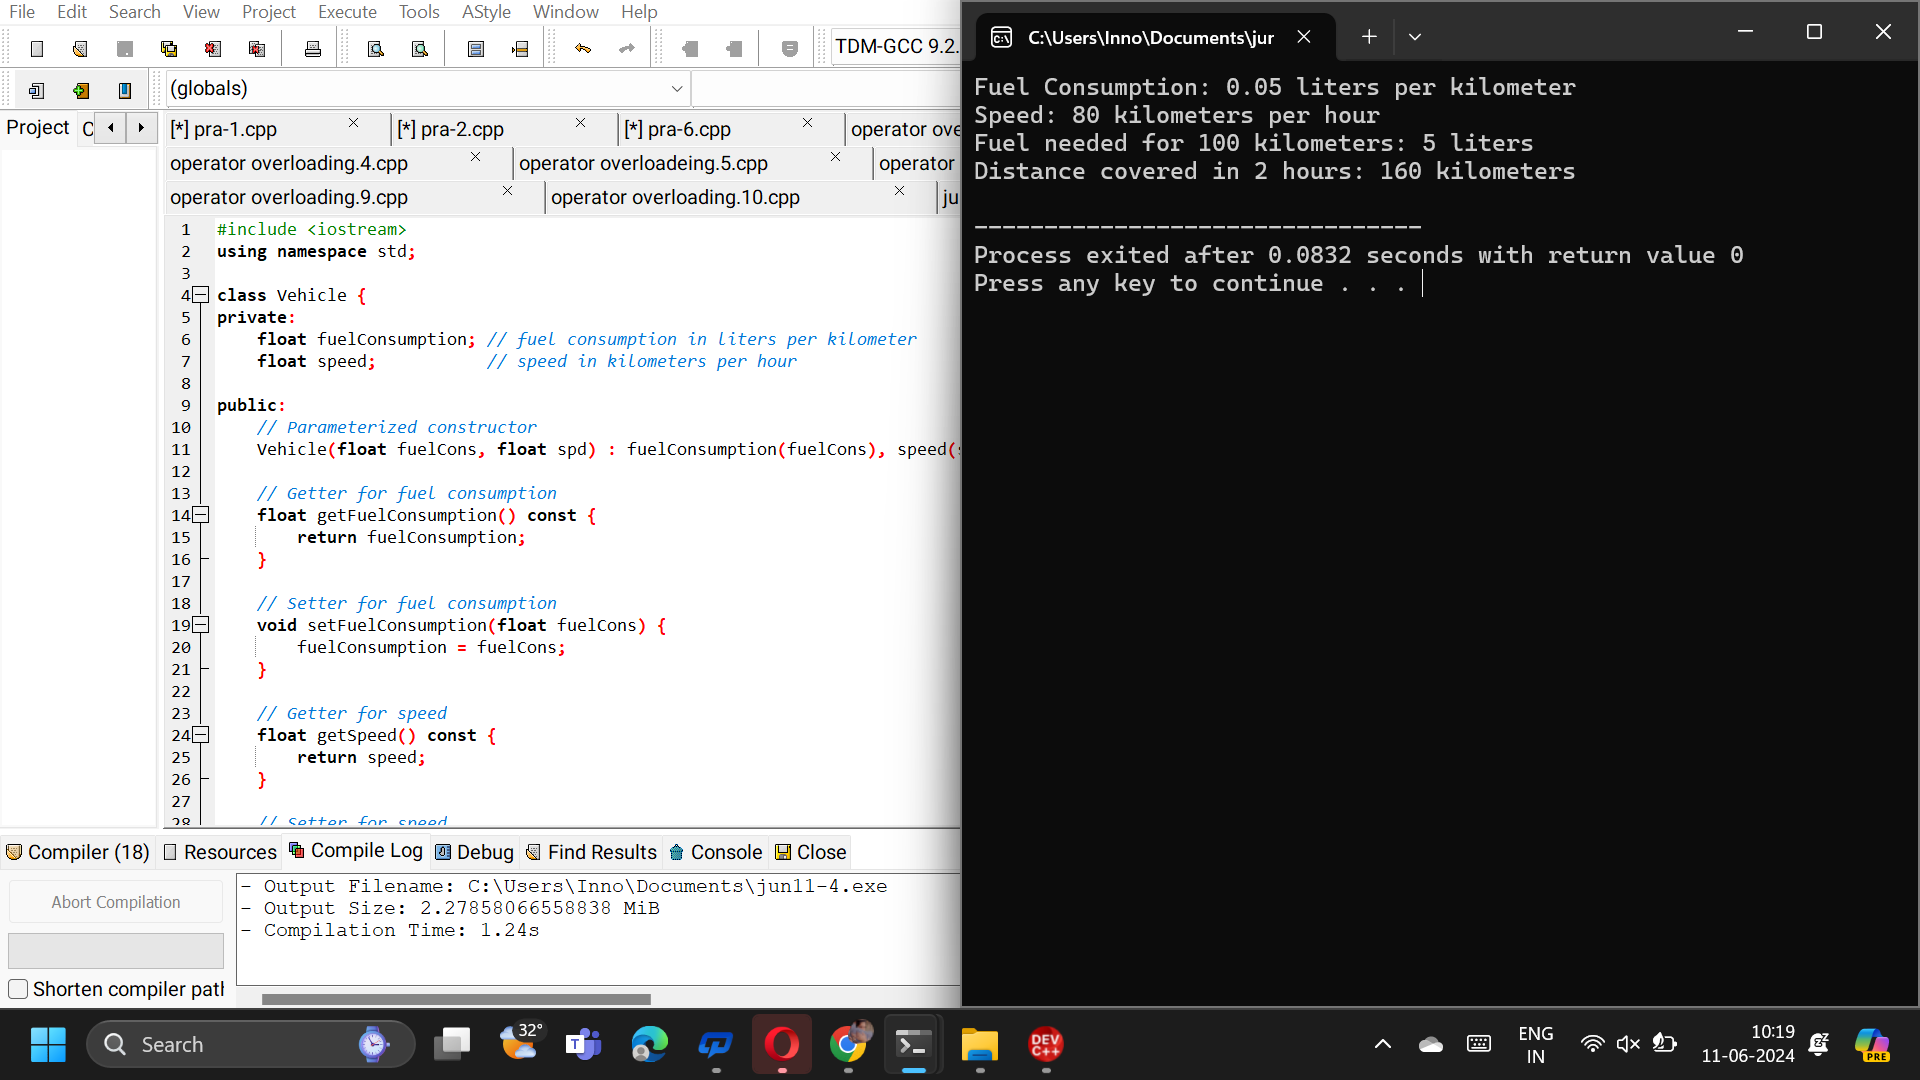 File Edit Search View Project Execute Tools AStyle Window Help
TDM-GCC 9.2.
(globals)
Project
[*] pra-1.cpp [*] pra-2.cpp [*] pra-6.cpp operator ove
operator overloading.4.cpp operator overloadeing.5.cpp operator
operator overloading.9.cpp operator overloading.10.cpp ju
1 #include <iostream>
2 using namespace std;
3
4 class Vehicle {
5 private:
6 float fuelConsumption; // fuel consumption in liters per kilometer
7 float speed; // speed in kilometers per hour
8
9 public:
10 // Parameterized constructor
11 Vehicle(float fuelCons, float spd) : fuelConsumption(fuelCons), speed(
12
13 // Getter for fuel consumption
14 float getFuelConsumption() const {
15 return fuelConsumption;
16 }
17
18 // Setter for fuel consumption
19 void setFuelConsumption(float fuelCons) {
20 fuelConsumption = fuelCons;
21 }
22
23 // Getter for speed
24 float getSpeed() const {
25 return speed;
26 }
27
28 // Setter for speed
Compiler (18) Resources Compile Log Debug Find Results Console Close
Abort Compilation
Shorten compiler path
- Output Filename: C:\Users\Inno\Documents\jun11-4.exe
- Output Size: 2.27858066558838 MiB
- Compilation Time: 1.24s
C:\Users\Inno\Documents\jur
Fuel Consumption: 0.05 liters per kilometer
Speed: 80 kilometers per hour
Fuel needed for 100 kilometers: 5 liters
Distance covered in 2 hours: 160 kilometers
--------------------------------
Process exited after 0.0832 seconds with return value 0
Press any key to continue . . .
Search
32°
DEV C++
ENG
IN
10:19
11-06-2024
PRE